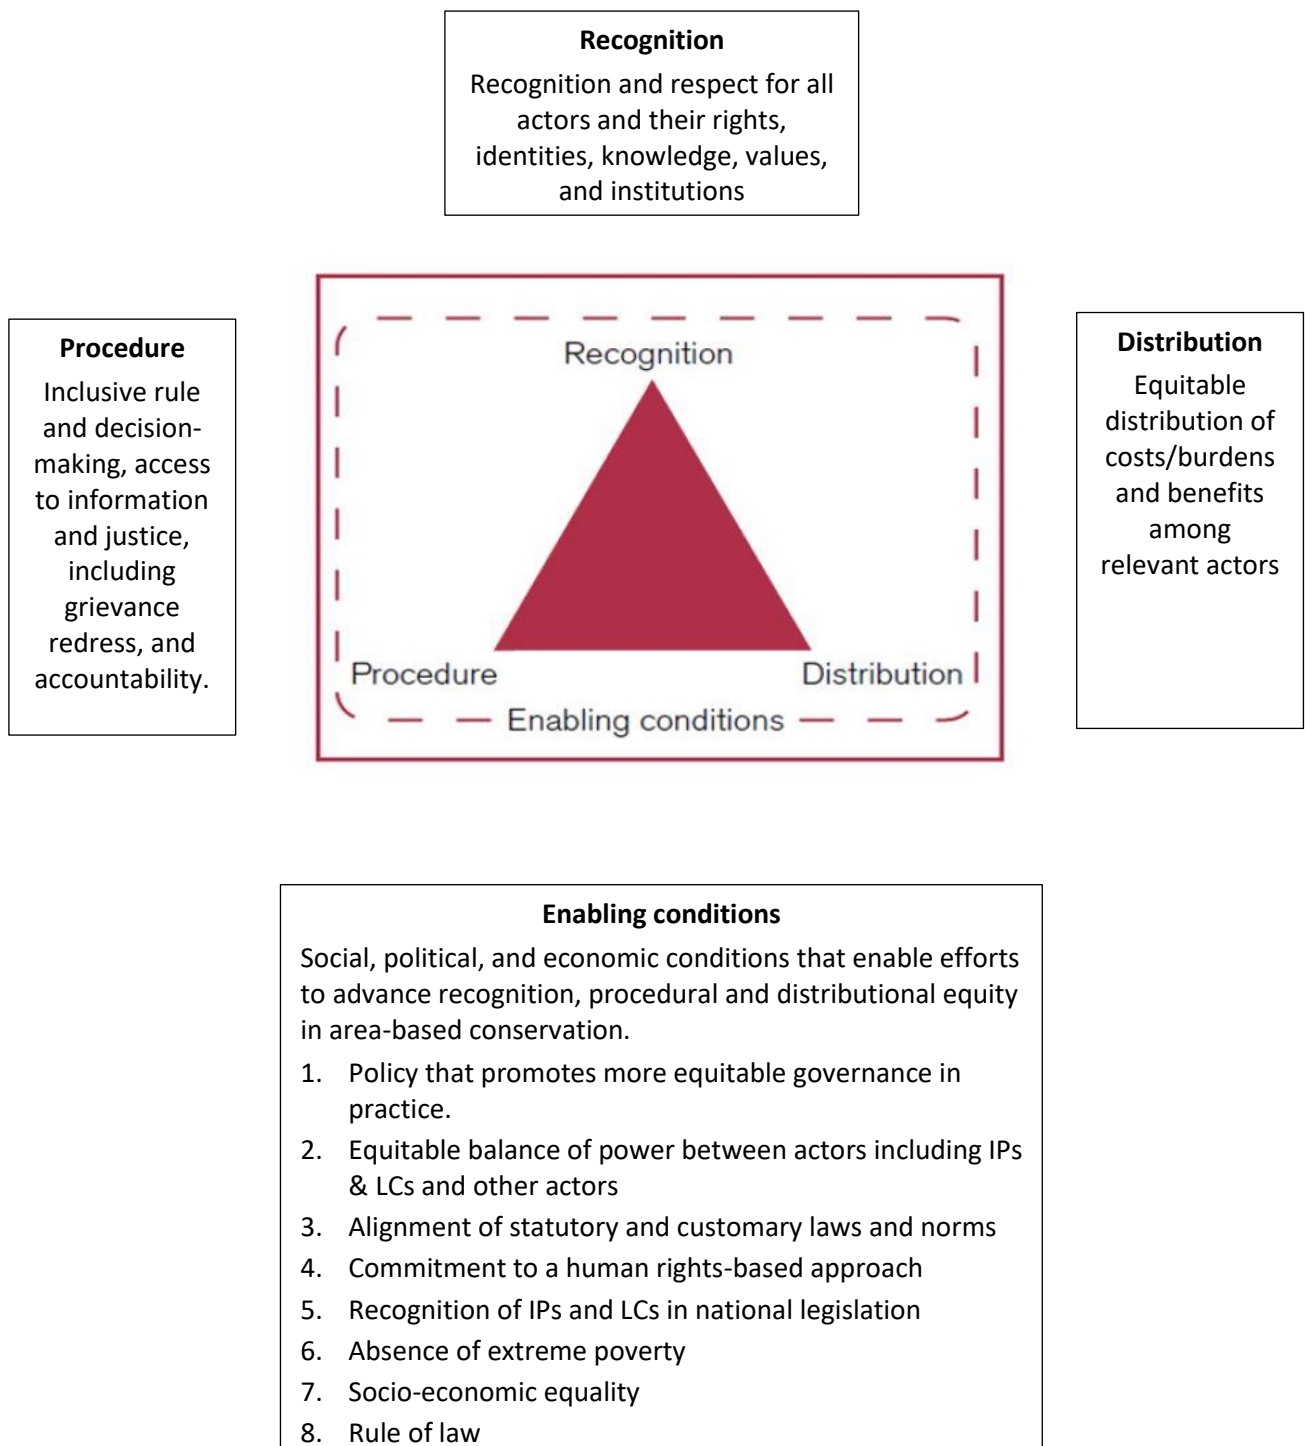 Recognition
Recognition and respect for all
actors and their rights,
identities, knowledge, values,
and institutions
Procedure
Inclusive rule
and decision-
making, access
to information
and justice,
including
grievance
redress, and
accountability.
Recognition
Procedure
Distribution
Enabling conditions
Distribution
Equitable
distribution of
costs/burdens
and benefits
among
relevant actors
Enabling conditions
Social, political, and economic conditions that enable efforts
to advance recognition, procedural and distributional equity
in area-based conservation.
1. Policy that promotes more equitable governance in
practice.
2. Equitable balance of power between actors including IPs
& LCs and other actors
3. Alignment of statutory and customary laws and norms
4. Commitment to a human rights-based approach
5. Recognition of IPs and LCs in national legislation
6. Absence of extreme poverty
7. Socio-economic equality
8. Rule of law